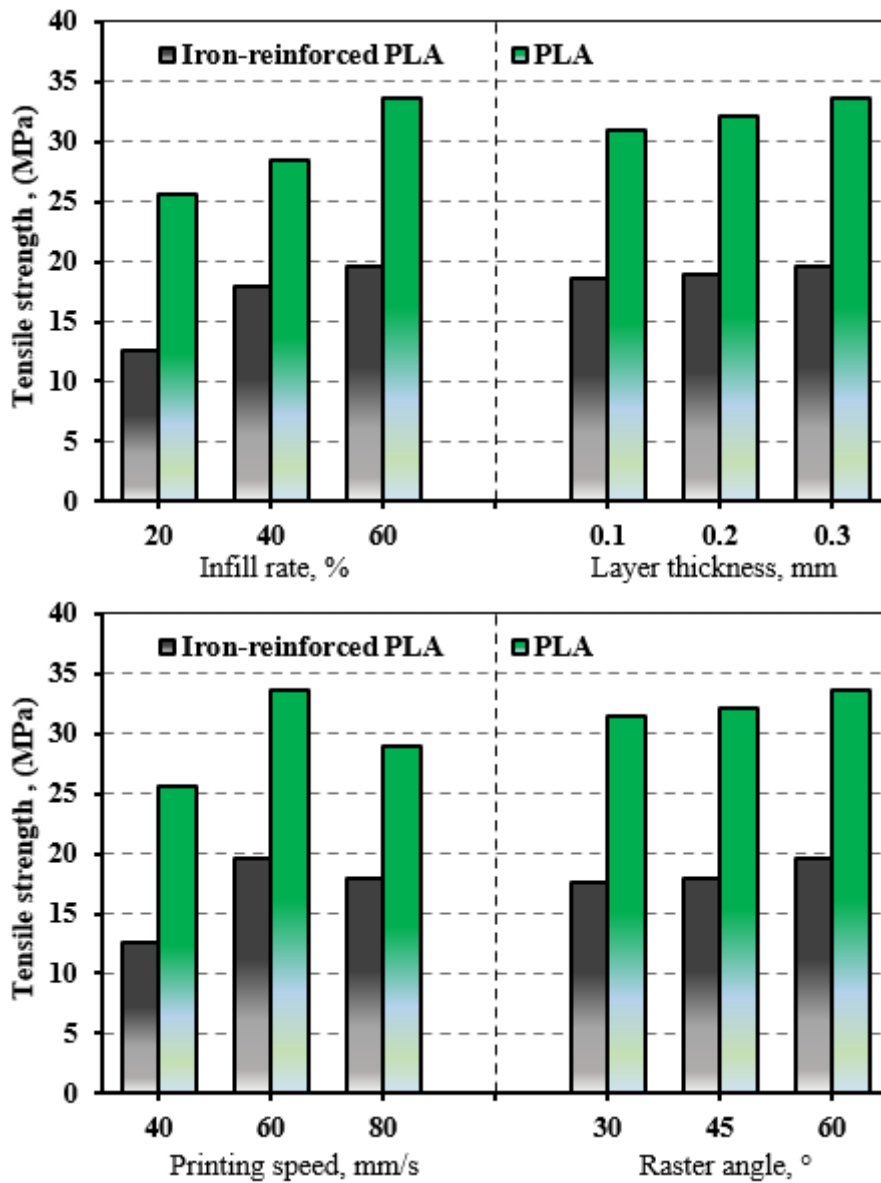 40
Iron-reinforced PLA PLA
35
30
25
20
15
10
5
0
Tensile strength , (MPa)
20 40 60 0.1 0.2 0.3
Infill rate, % Layer thickness, mm
40
Iron-reinforced PLA PLA
35
30
25
20
15
10
5
0
Tensile strength , (MPa)
40 60 80 30 45 60
Printing speed, mm/s Raster angle, °